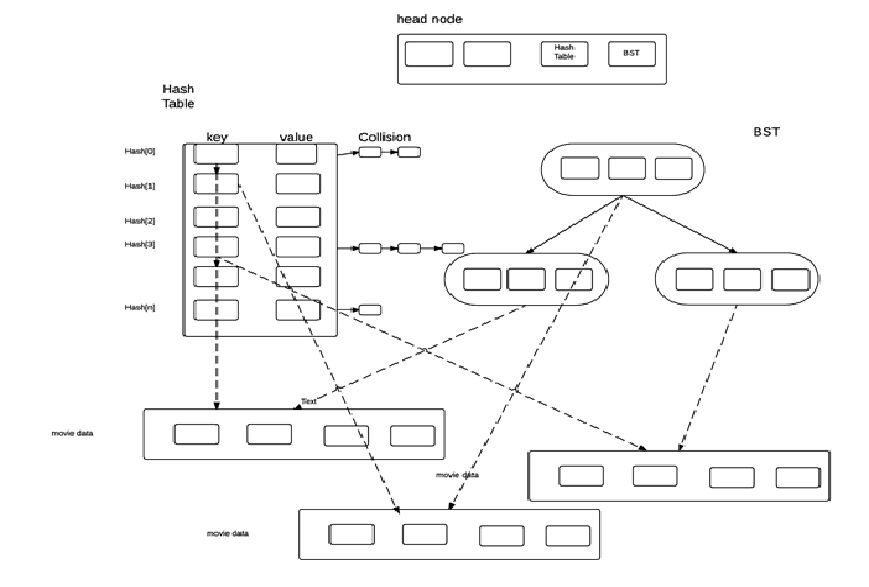 head node
Hash
Table
BST
Hash
Table
key
value
Collision
BST
Hash[0]
Hash[1]
Hash[2]
Hash[3]
Hash[n]
Text
movie data
movie data
movie data